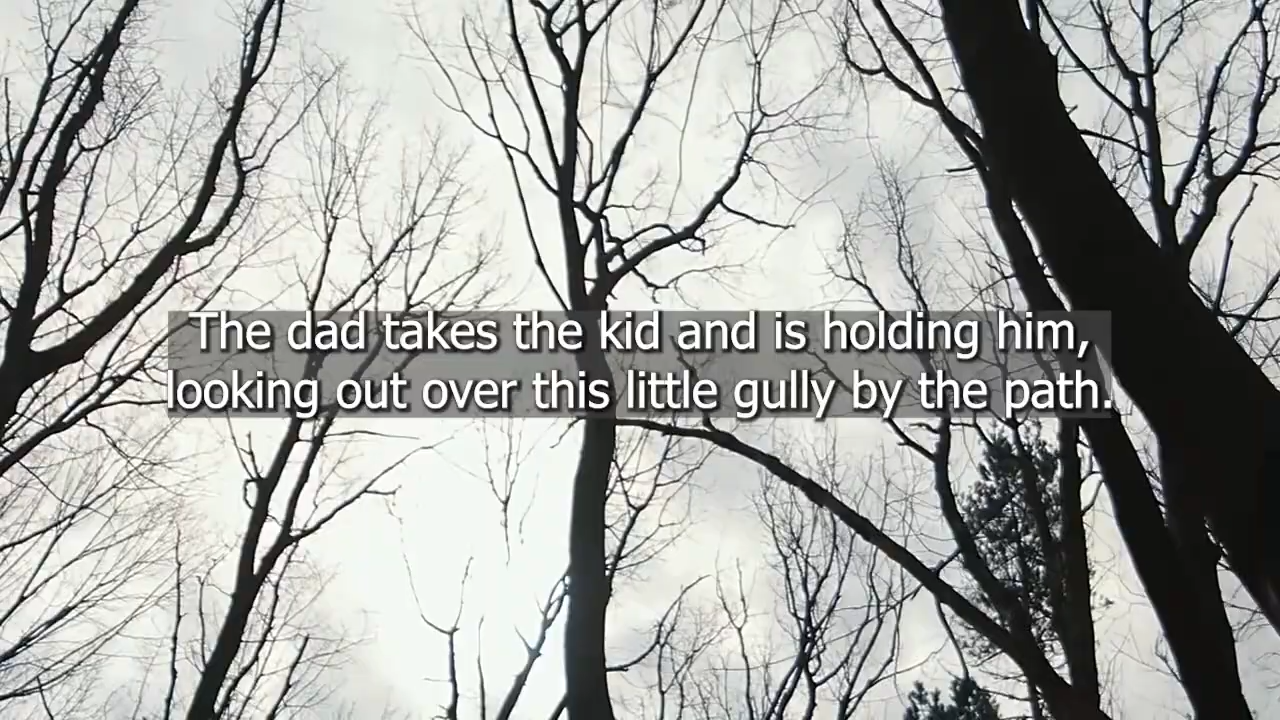 The dad takes the kid and is holding him,
looking out over this little gully by the path.